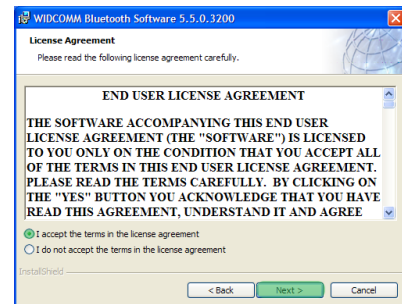 WIDCOMM Bluetooth Software 5.5.0.3200
License Agreement
Please read the following license agreement carefully.
END USER LICENSE AGREEMENT
THE SOFTWARE ACCOMPANYING THIS END USER
LICENSE AGREEMENT (THE "SOFTWARE") IS LICENSED
TO YOU ONLY ON THE CONDITION THAT YOU ACCEPT ALL
OF THE TERMS IN THIS END USER LICENSE AGREEMENT.
PLEASE READ THE TERMS CAREFULLY. BY CLICKING ON
THE "YES" BUTTON YOU ACKNOWLEDGE THAT YOU HAVE
READ THIS AGREEMENT, UNDERSTAND IT AND AGREE
I accept the terms in the license agreement
I do not accept the terms in the license agreement
InstallShield
< Back Next > Cancel